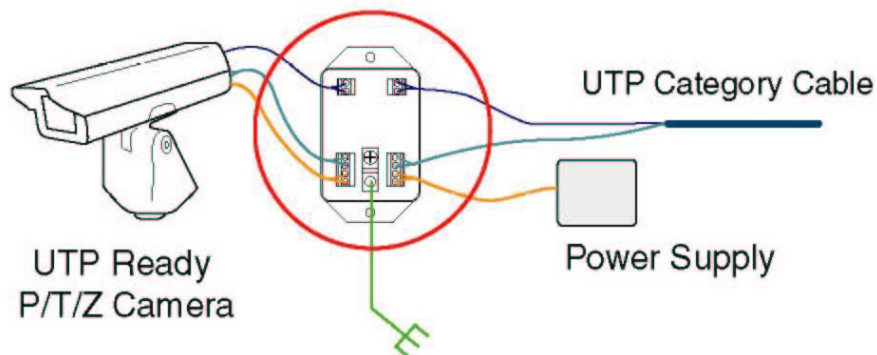 UTP Category Cable
Power Supply
UTP Ready
P/T/Z Camera